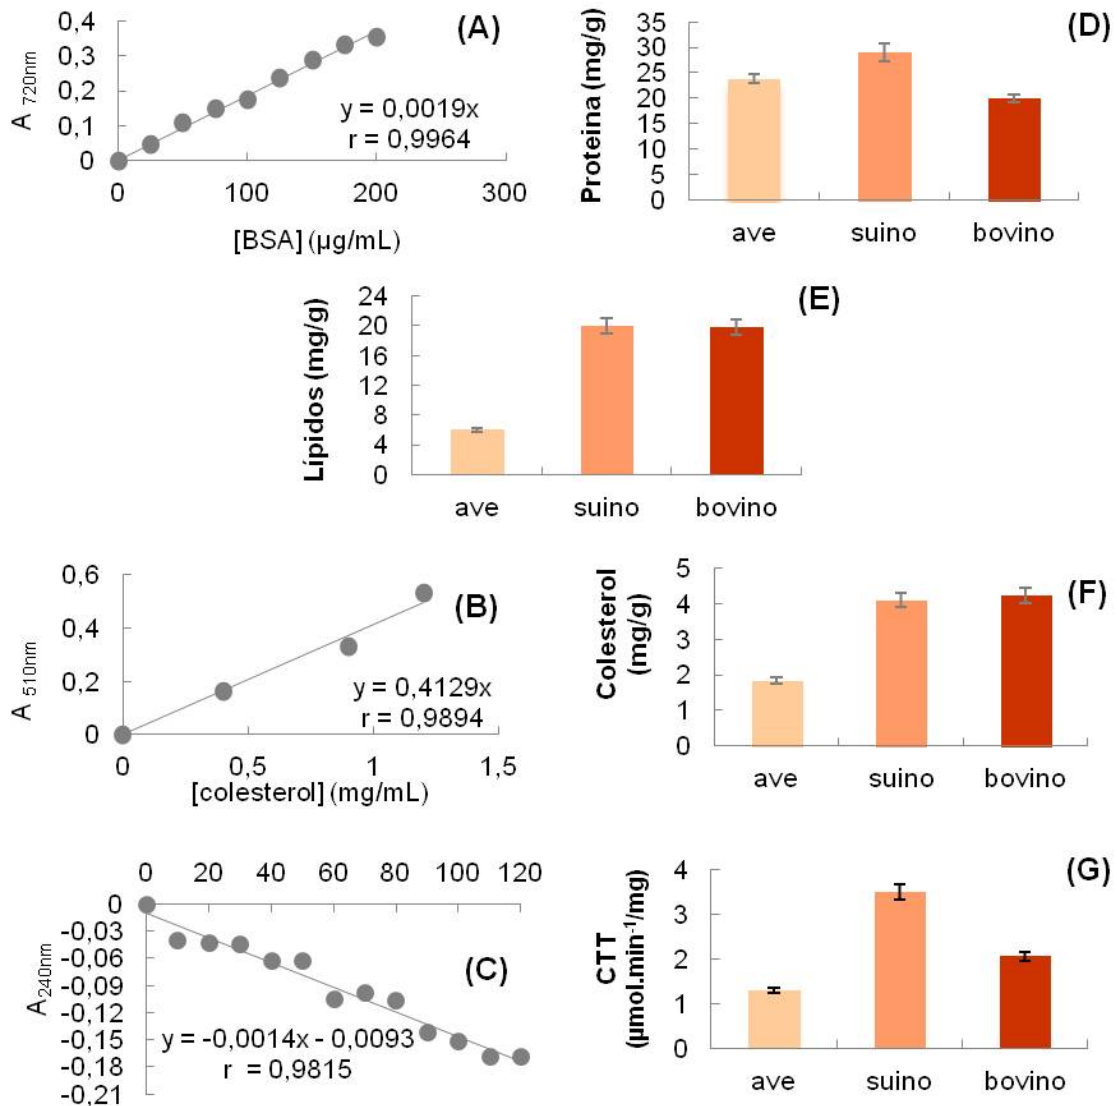 (A)
A 720nm
0,4
0,3
0,2
0,1
0
y = 0,0019x
r = 0,9964
0 100 200 300
[BSA] (µg/mL)
(D)
Proteina (mg/g)
35
30
25
20
15
10
5
0
ave suino bovino
(E)
Lípidos (mg/g)
24
20
16
12
8
4
0
ave suino bovino
(B)
A 510nm
0,6
0,4
0,2
0
y = 0,4129x
r = 0,9894
0 0,5 1 1,5
[colesterol] (mg/mL)
(F)
Colesterol
(mg/g)
5
4
3
2
1
0
ave suino bovino
(C)
0 20 40 60 80 100 120
A240nm
0
-0,03
-0,06
-0,09
-0,12
-0,15
-0,18
-0,21
y = -0,0014x - 0,0093
r = 0,9815
(G)
CTT
(µmol.min-1/mg)
4
3
2
1
0
ave suino bovino